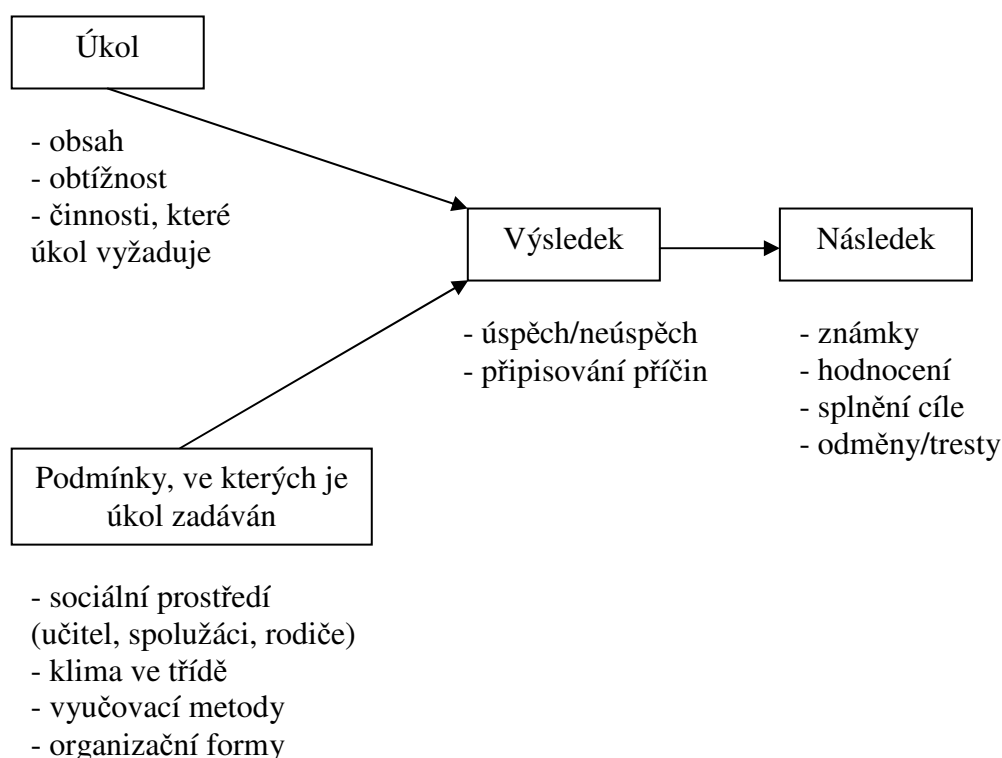 Úkol
- obsah
- obtížnost
- činnosti, které
úkol vyžaduje
Výsledek
- úspěch/neúspěch
- připisování příčin
Následek
- známky
- hodnocení
- splnění cíle
- odměny/tresty
Podmínky, ve kterých je
úkol zadáván
- sociální prostředí
(učitel, spolužáci, rodiče)
- klima ve třídě
- vyučovací metody
- organizační formy